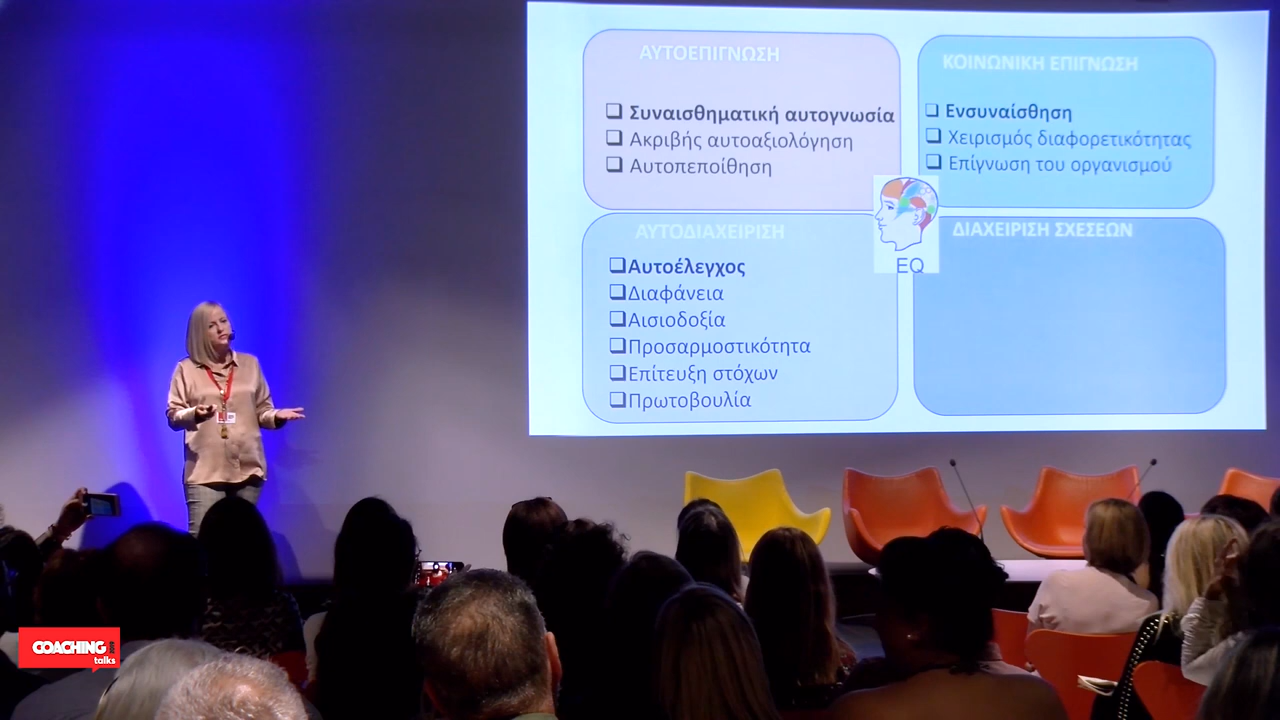 ΑΥΤΟΕΠΙΓΝΩΣΗ
❑ Συναισθηματική αυτογνωσία
❑ Ακριβής αυτοαξιολόγηση
❑ Αυτοπεποίθηση
ΚΟΙΝΩΝΙΚΗ ΕΠΙΓΝΩΣΗ
❑ Ενσυναίσθηση
❑ Χειρισμός διαφορετικότητας
❑ Επίγνωση του οργανισμού
EQ
ΑΥΤΟΔΙΑΧΕΙΡΙΣΗ
❑Αυτοέλεγχος
❑Διαφάνεια
❑Αισιοδοξία
❑Προσαρμοστικότητα
❑Επίτευξη στόχων
❑Πρωτοβουλία
ΔΙΑΧΕΙΡΙΣΗ ΣΧΕΣΕΩΝ
COACHING
talks